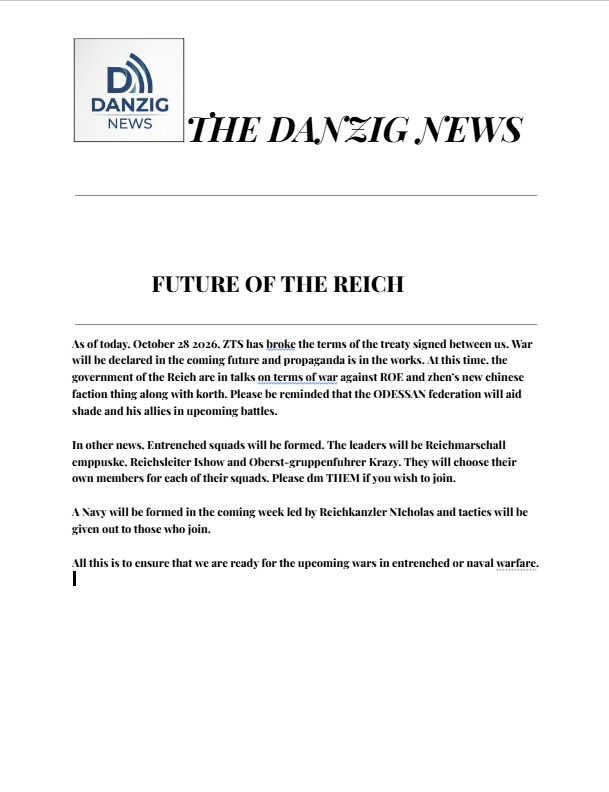 DANZIG
NEWS
THE DANZIG NEWS
FUTURE OF THE REICH
As of today, October 28 2026, ZTS has broke the terms of the treaty signed between us. War
will be declared in the coming future and propaganda is in the works. At this time, the
government of the Reich are in talks on terms of war against ROE and zhen's new chinese
faction thing along with korth. Please be reminded that the ODESSAN federation will aid
shade and his allies in upcoming battles.
In other news, Entrenched squads will be formed. The leaders will be Reichmarschall
emppuske, Reichsleiter Ishow and Oberst-gruppenfuhrer Krazy. They will choose their
own members for each of their squads. Please dm THEM if you wish to join.
A Navy will be formed in the coming week led by Reichkanzler NIcholas and tactics will be
given out to those who join.
All this is to ensure that we are ready for the upcoming wars in entrenched or naval warfare.